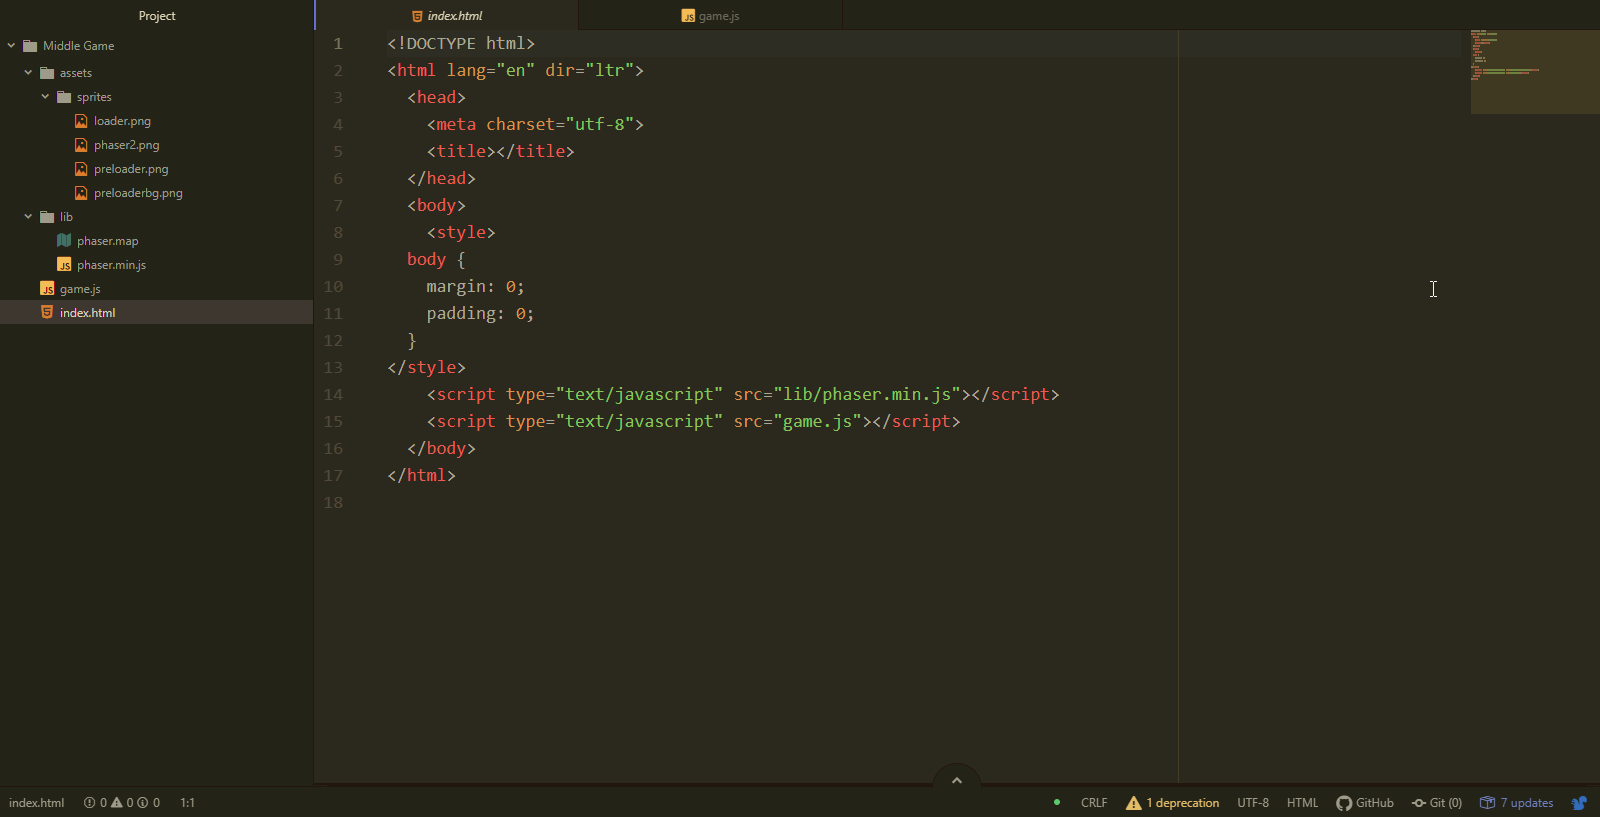 Project
Middle Game
assets
sprites
loader.png
phaser2.png
preloader.png
preloaderbg.png
lib
phaser.map
JS phaser.min.js
JS game.js
index.html
index.html
JS game.js
1 <!DOCTYPE html>
2 <html lang="en" dir="ltr">
3 <head>
4 <meta charset="utf-8">
5 <title></title>
6 </head>
7 <body>
8 <style>
9 body {
10 margin: 0;
11 padding: 0;
12 }
13 </style>
14 <script type="text/javascript" src="lib/phaser.min.js"></script>
15 <script type="text/javascript" src="game.js"></script>
16 </body>
17 </html>
18
index.html 0 0 0 1:1 CRLF 1 deprecation UTF-8 HTML GitHub Git (0) 7 updates